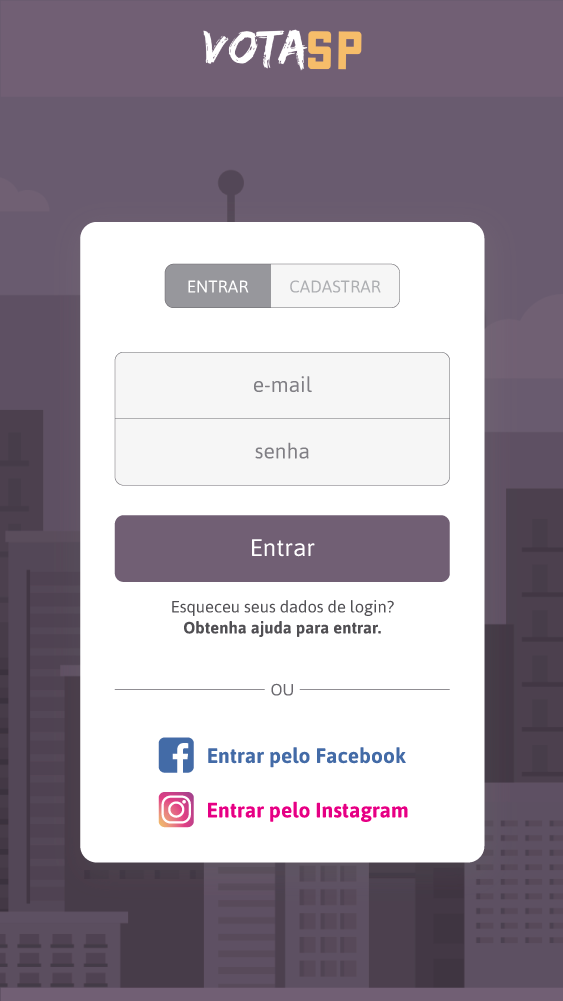 VOTASP
ENTRAR CADASTRAR
e-mail
senha
Entrar
Esqueceu seus dados de login?
Obtenha ajuda para entrar.
OU
Entrar pelo Facebook
Entrar pelo Instagram